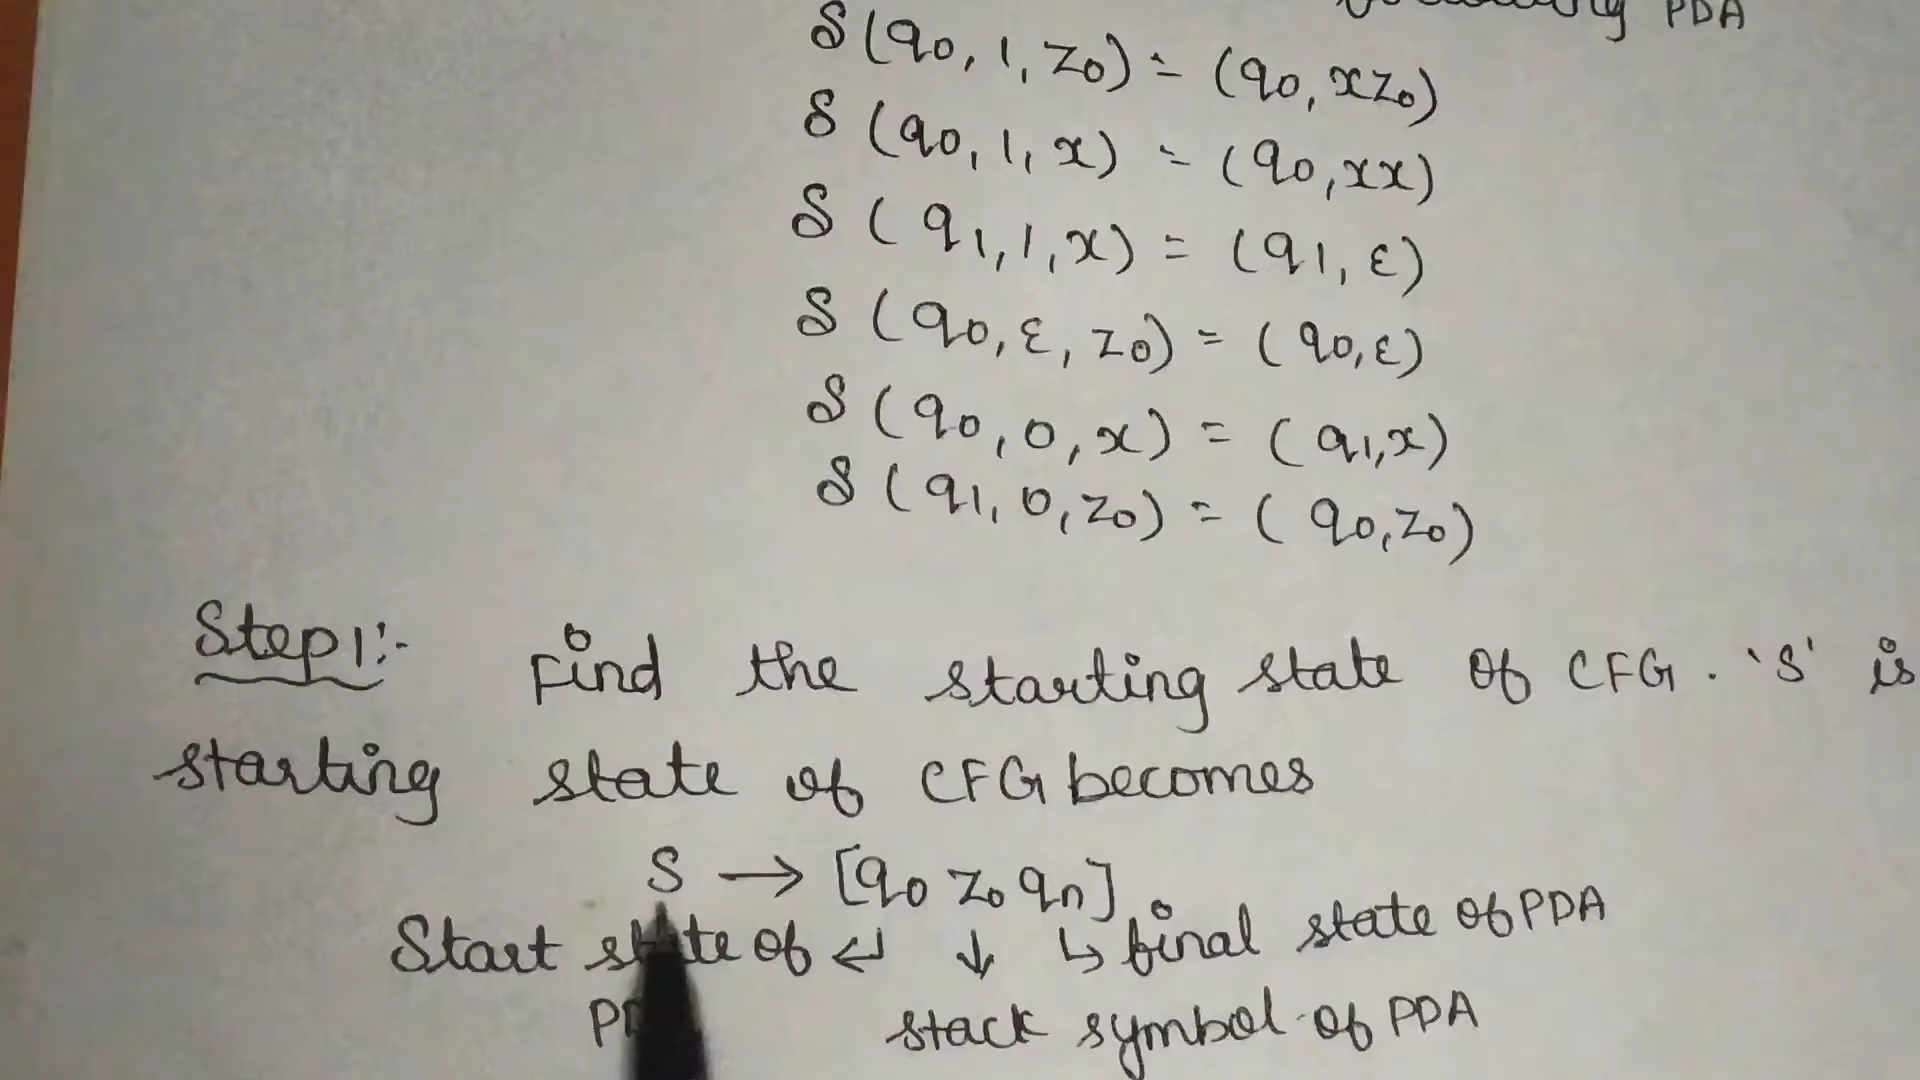 PDA
δ(q0, 1, z0) = (q0, xz0)
δ(q0, 1, x) = (q0, xx)
δ(q1, 1, x) = (q1, ε)
δ(q0, ε, z0) = (q0, ε)
δ(q0, 0, x) = (q1, x)
δ(q1, 0, z0) = (q0, z0)
Step1:- Find the starting state of CFG. 'S' is
starting state of CFG becomes
S → [q0 z0 qn]
Start state of ↲ ↓ ↳ final state of PDA
stack symbol of PDA